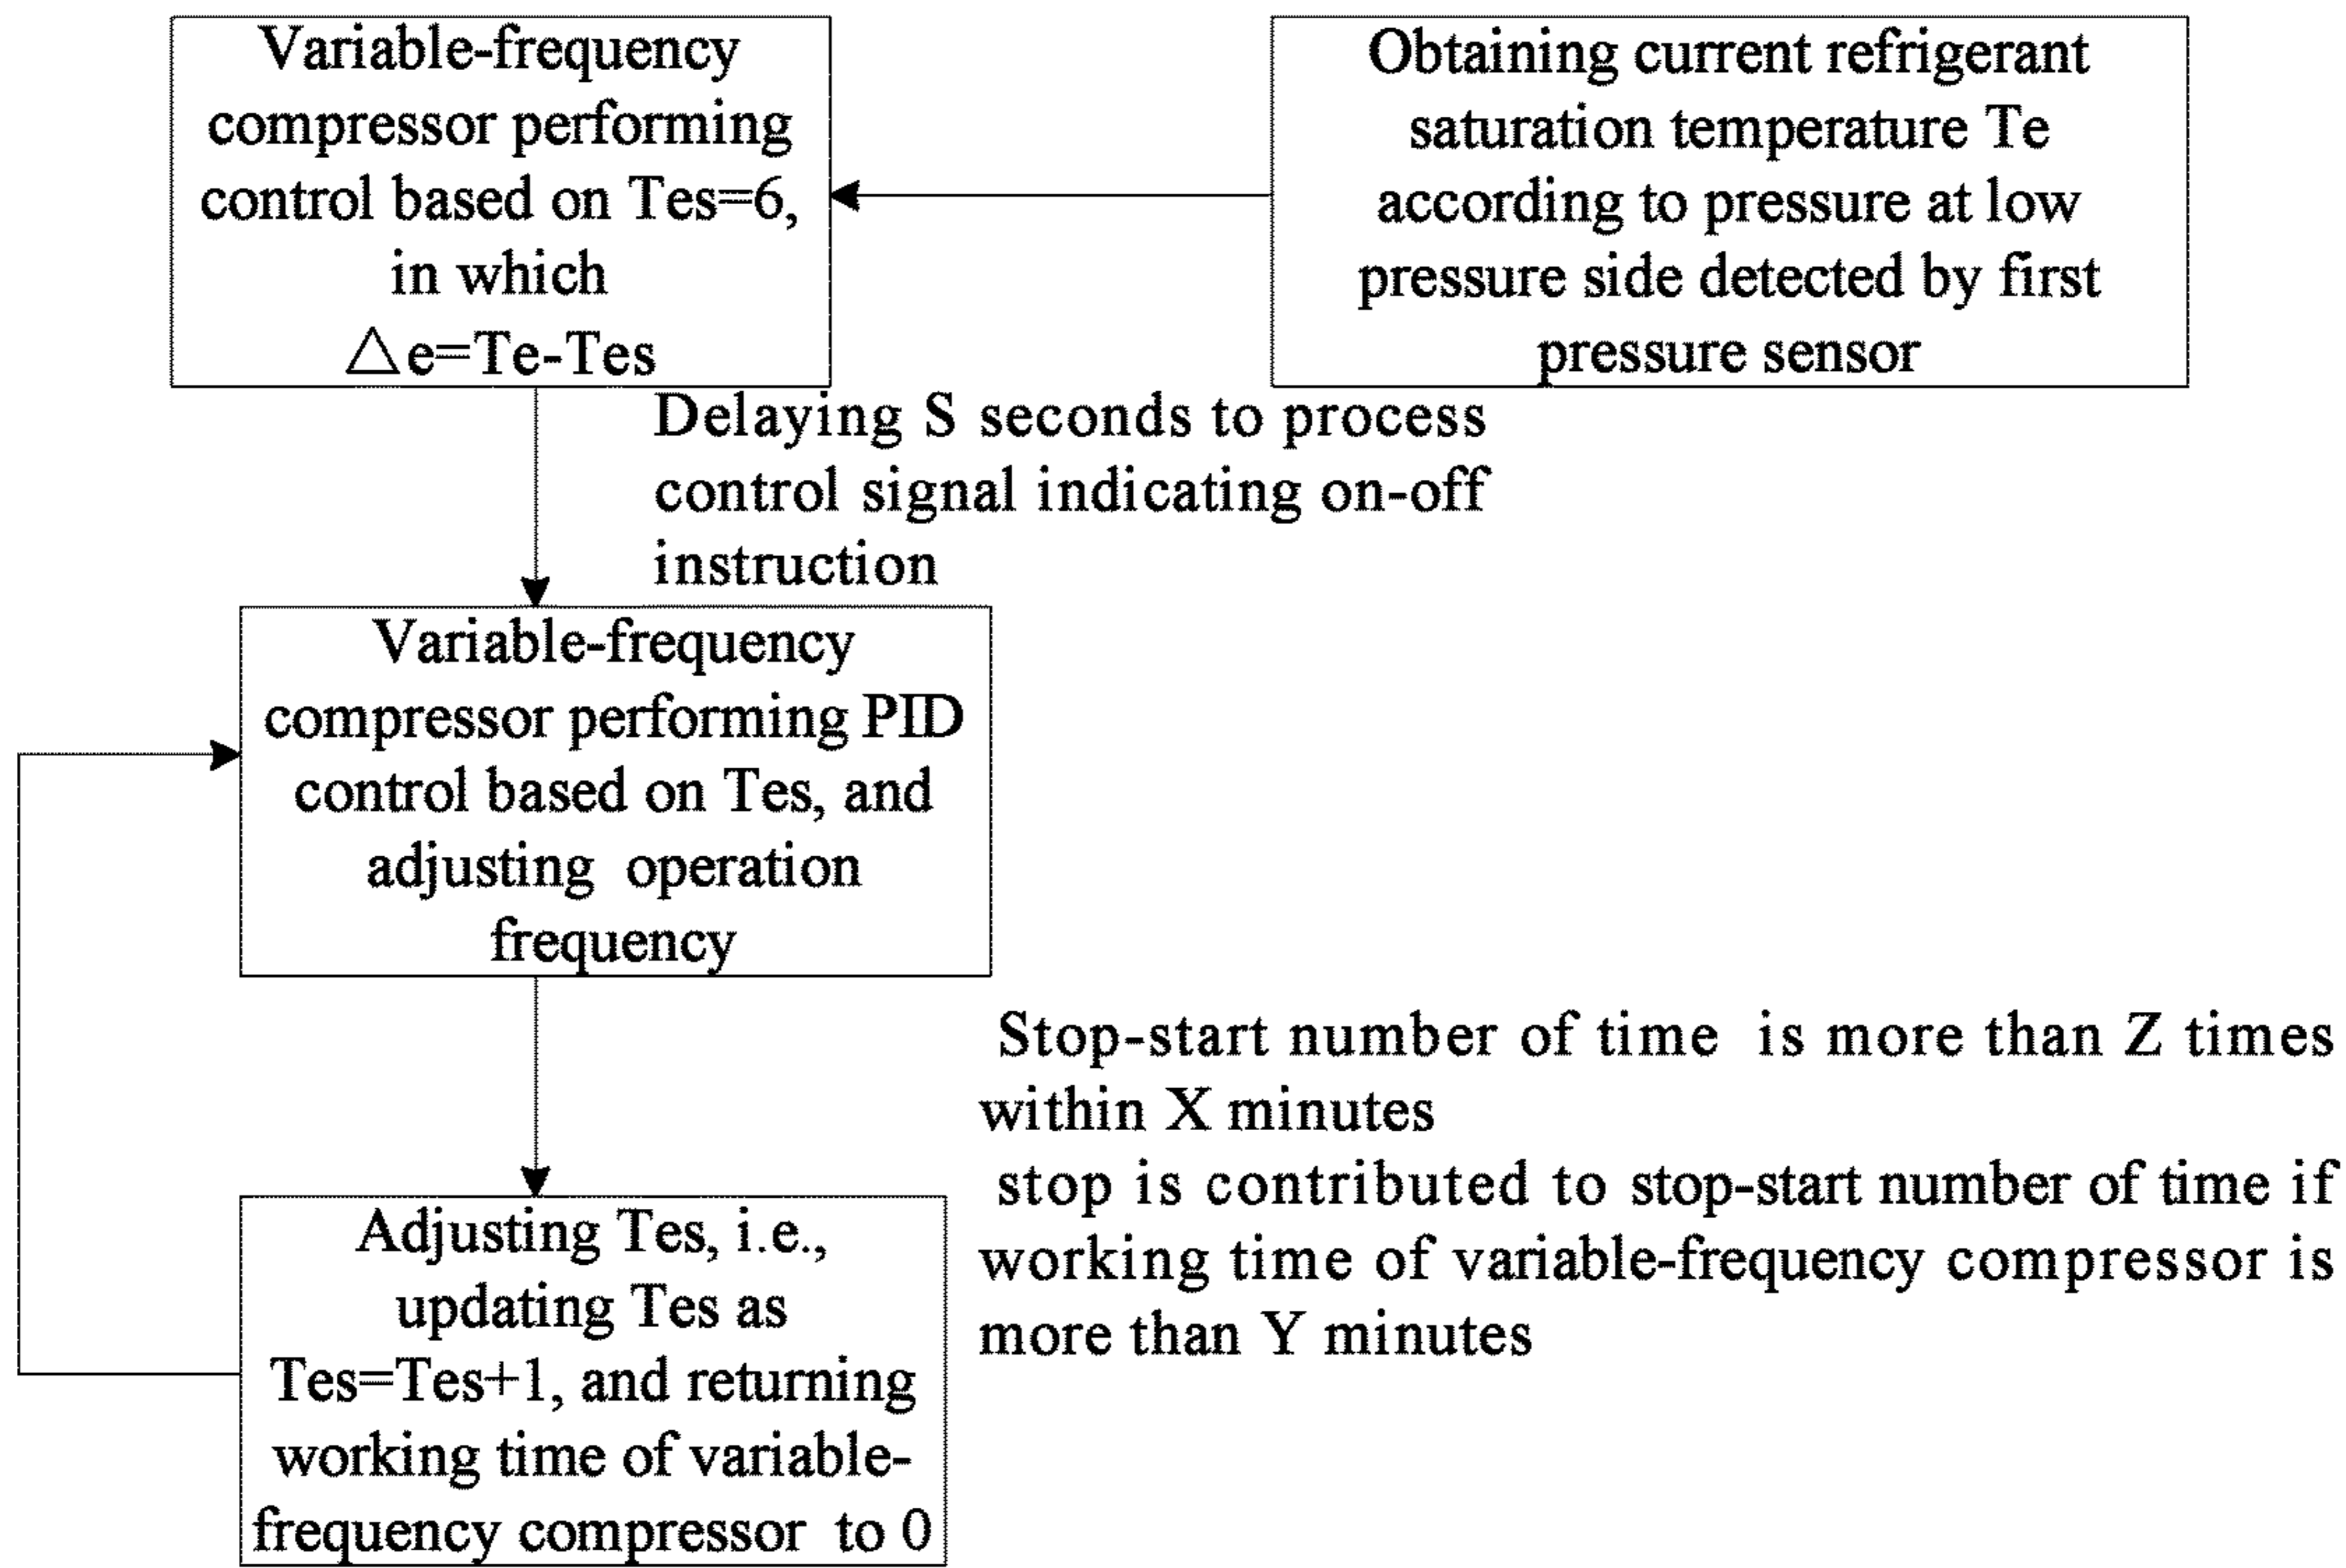 Variable-frequency
compressor performing
control based on Tes=6,
in which
△e=Te-Tes
Obtaining current refrigerant
saturation temperature Te
according to pressure at low
pressure side detected by first
pressure sensor
Delaying S seconds to process
control signal indicating on-off
instruction
Variable-frequency
compressor performing PID
control based on Tes, and
adjusting operation
frequency
Stop-start number of time is more than Z times
within X minutes
stop is contributed to stop-start number of time if
working time of variable-frequency compressor is
more than Y minutes
Adjusting Tes, i.e.,
updating Tes as
Tes=Tes+1, and returning
working time of variable-
frequency compressor to 0